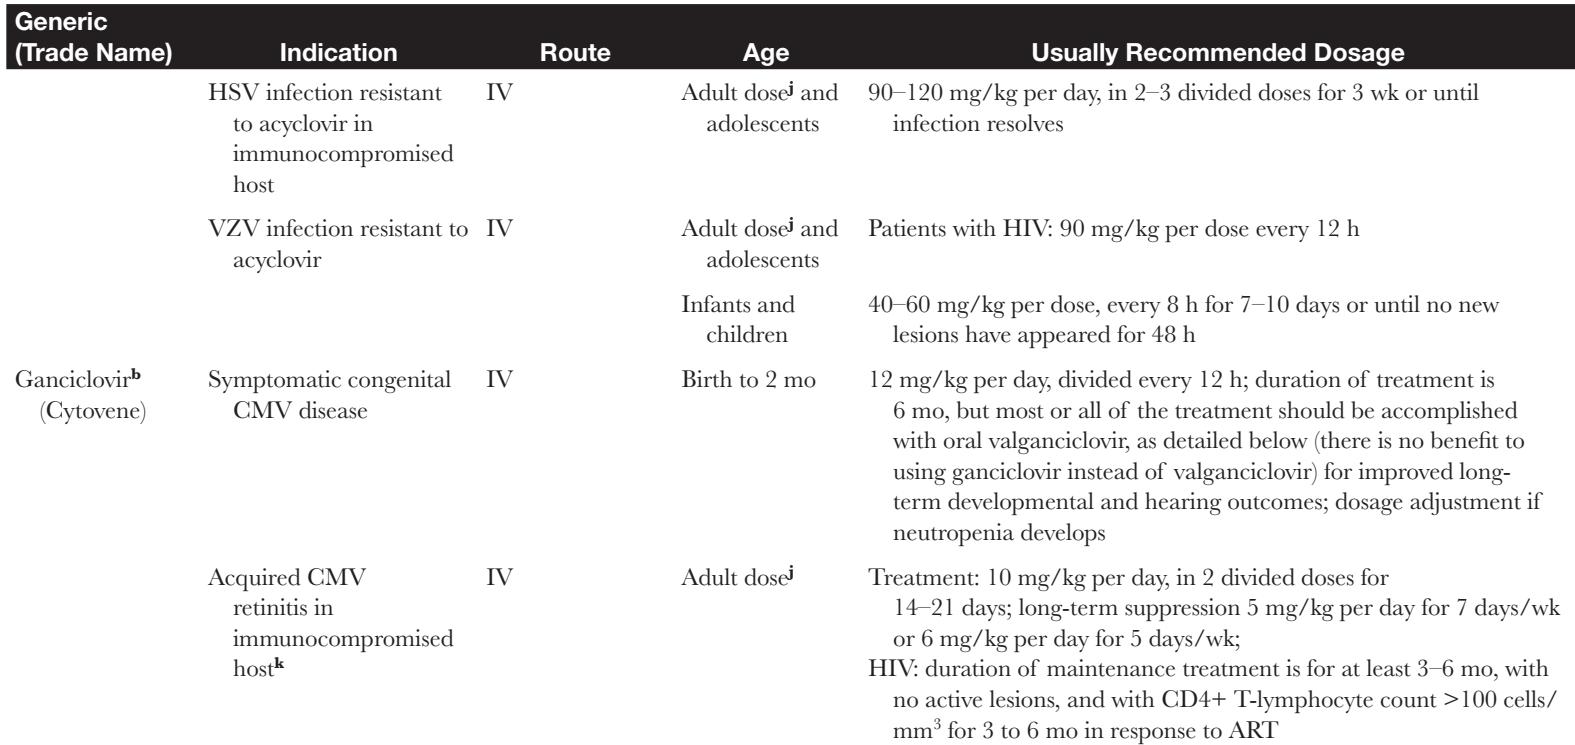 Generic
(Trade Name) Indication Route Age Usually Recommended Dosage
HSV infection resistant IV Adult doseʲ and 90–120 mg/kg per day, in 2–3 divided doses for 3 wk or until
to acyclovir in adolescents infection resolves
immunocompromised
host
VZV infection resistant to IV Adult doseʲ and Patients with HIV: 90 mg/kg per dose every 12 h
acyclovir adolescents
Infants and 40–60 mg/kg per dose, every 8 h for 7–10 days or until no new
children lesions have appeared for 48 h
Ganciclovirᵇ Symptomatic congenital IV Birth to 2 mo 12 mg/kg per day, divided every 12 h; duration of treatment is
(Cytovene) CMV disease 6 mo, but most or all of the treatment should be accomplished
with oral valganciclovir, as detailed below (there is no benefit to
using ganciclovir instead of valganciclovir) for improved long-
term developmental and hearing outcomes; dosage adjustment if
neutropenia develops
Acquired CMV IV Adult doseʲ Treatment: 10 mg/kg per day, in 2 divided doses for
retinitis in 14–21 days; long-term suppression 5 mg/kg per day for 7 days/wk
immunocompromised or 6 mg/kg per day for 5 days/wk;
hostᵏ HIV: duration of maintenance treatment is for at least 3–6 mo, with
no active lesions, and with CD4+ T-lymphocyte count >100 cells/
mm³ for 3 to 6 mo in response to ART